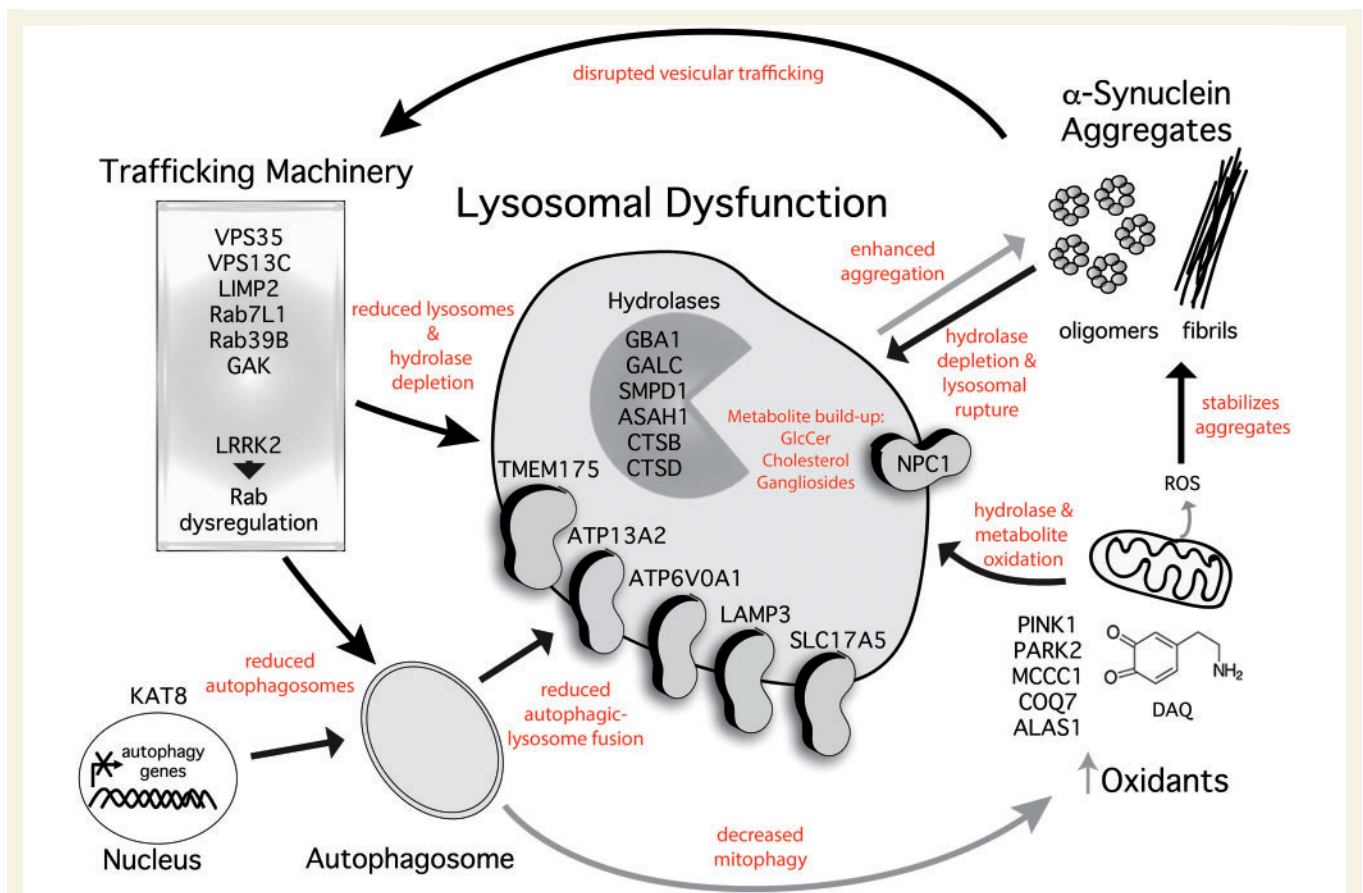 disrupted vesicular trafficking
α-Synuclein
Aggregates
oligomers
fibrils
Trafficking Machinery
VPS35
VPS13C
LIMP2
Rab7L1
Rab39B
GAK
LRRK2
Rab
dysregulation
Lysosomal Dysfunction
reduced lysosomes
&
hydrolase
depletion
Hydrolases
GBA1
GALC
SMPD1
ASAH1
CTSB
CTSD
Metabolite build-up:
GlcCer
Cholesterol
Gangliosides
NPC1
enhanced
aggregation
hydrolase
depletion &
lysosomal
rupture
stabilizes
aggregates
ROS
hydrolase &
metabolite
oxidation
TMEM175
ATP13A2
ATP6V0A1
LAMP3
SLC17A5
PINK1
PARK2
MCCC1
COQ7
ALAS1
O
O
NH2
DAQ
Oxidants
reduced
autophagosomes
KAT8
autophagy
genes
Nucleus
Autophagosome
reduced
autophagic-
lysosome fusion
decreased
mitophagy